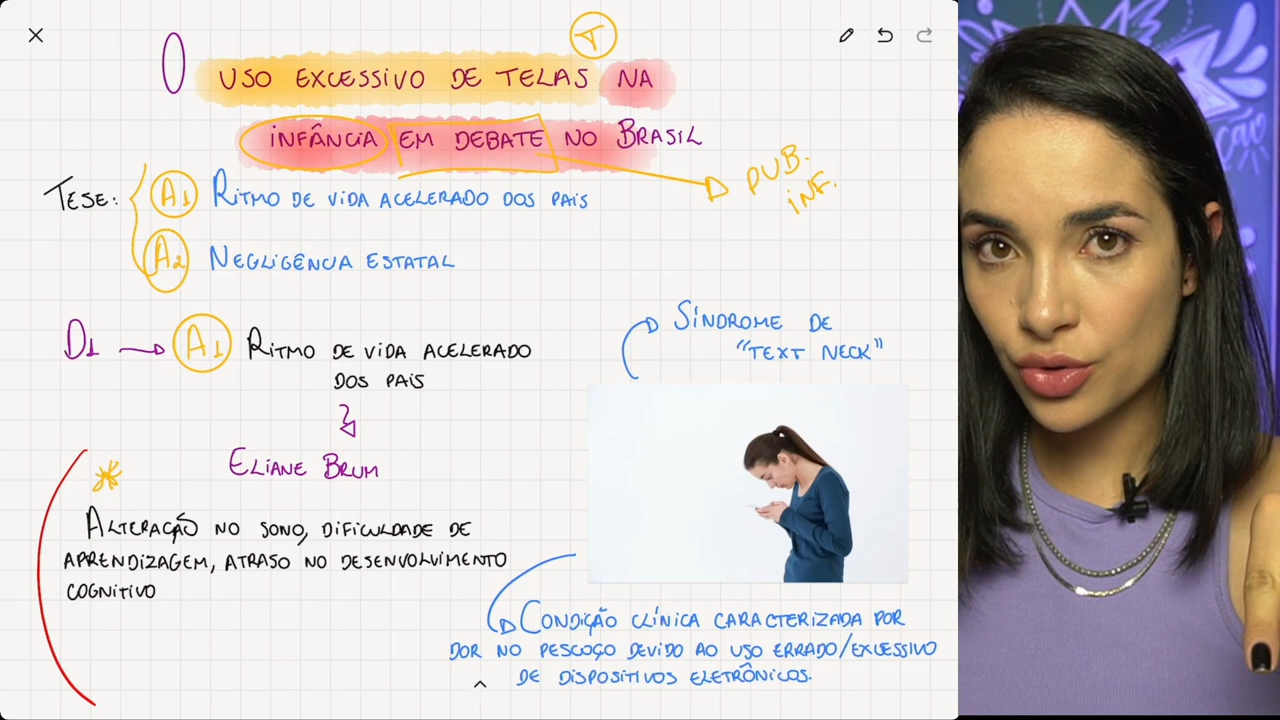 T
USO EXCESSIVO DE TELAS NA
INFÂNCIA EM DEBATE NO BRASIL
PUB.
INF.
TESE:
A1 RITMO DE VIDA ACELERADO DOS PAIS
A2 NEGLIGÊNCIA ESTATAL
D1 → A1 RITMO DE VIDA ACELERADO
DOS PAIS
ELIANE BRUM
* ALTERAÇÃO NO SONO, DIFICULDADE DE
APRENDIZAGEM, ATRASO NO DESENVOLVIMENTO
COGNITIVO
SÍNDROME DE
"TEXT NECK"
CONDIÇÃO CLÍNICA CARACTERIZADA POR
DOR NO PESCOÇO DEVIDO AO USO ERRADO/EXCESSIVO
DE DISPOSITIVOS ELETRÔNICOS.